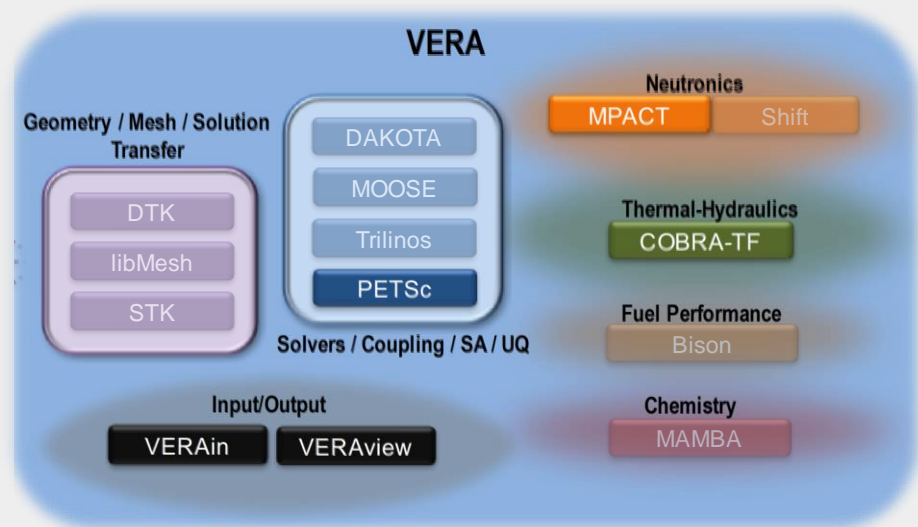 VERA
Geometry / Mesh / Solution
Transfer
DTK
libMesh
STK
DAKOTA
MOOSE
Trilinos
PETSc
Solvers / Coupling / SA / UQ
Neutronics
MPACT
Shift
Thermal-Hydraulics
COBRA-TF
Fuel Performance
Bison
Chemistry
MAMBA
Input/Output
VERAin
VERAview